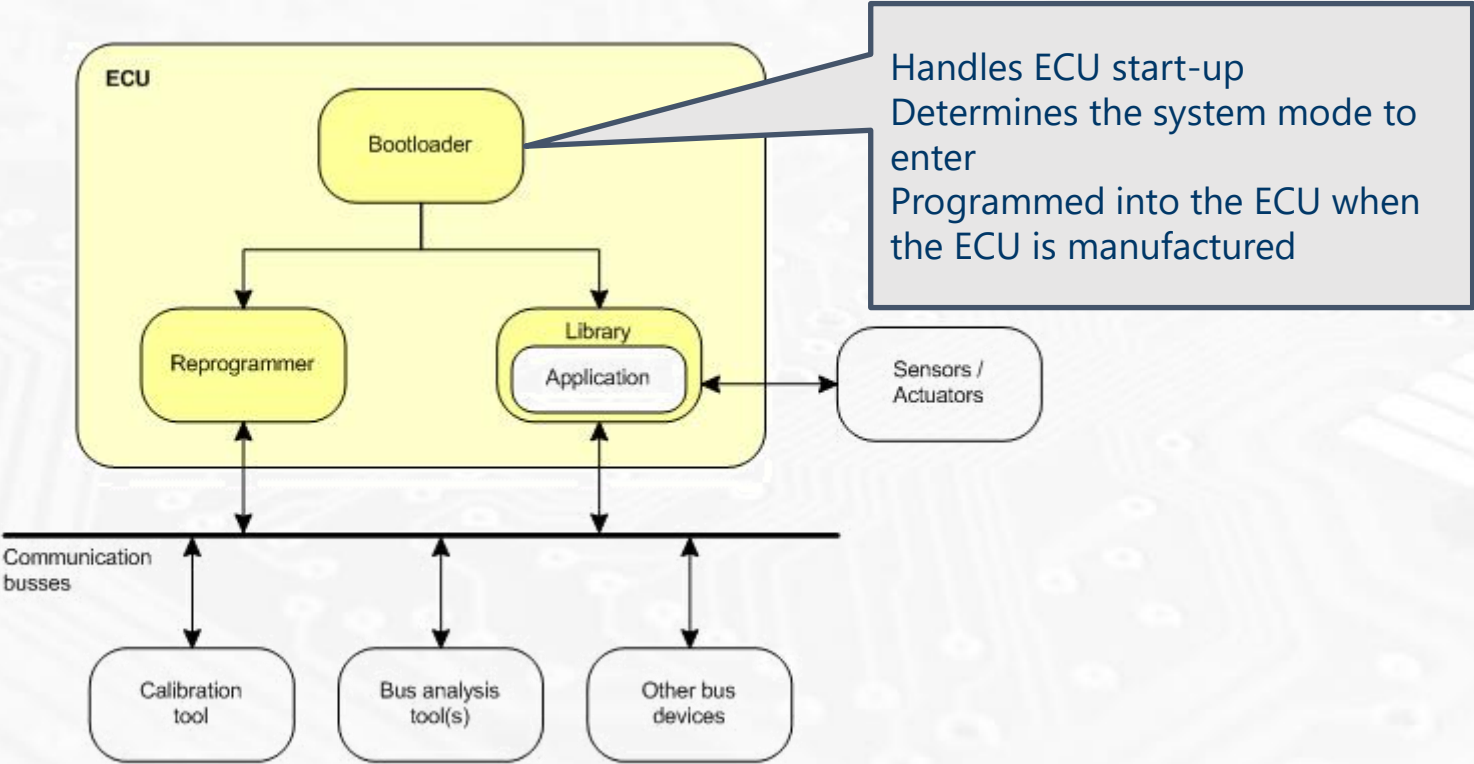 ECU
Bootloader
Handles ECU start-up
Determines the system mode to
enter
Programmed into the ECU when
the ECU is manufactured
Reprogrammer
Library
Application
Sensors /
Actuators
Communication
busses
Calibration
tool
Bus analysis
tool(s)
Other bus
devices